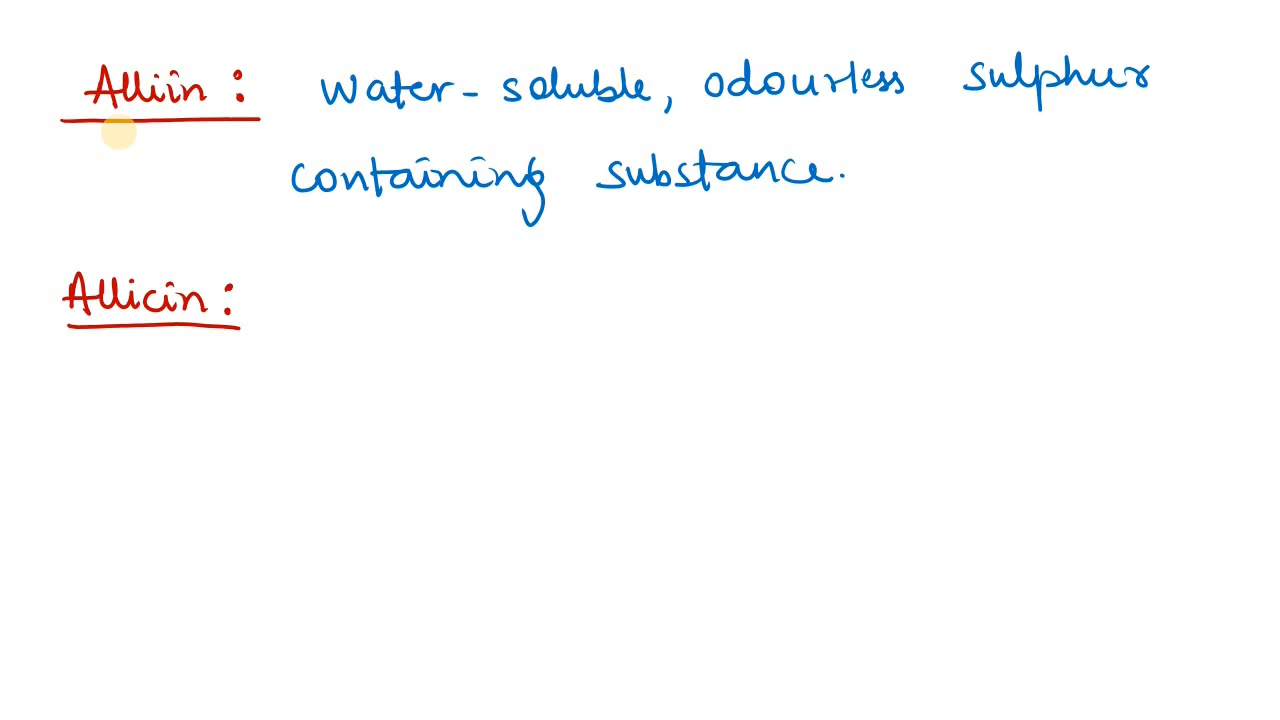 Alliin : Water-soluble, odourless sulphur
containing substance.
Allicin :